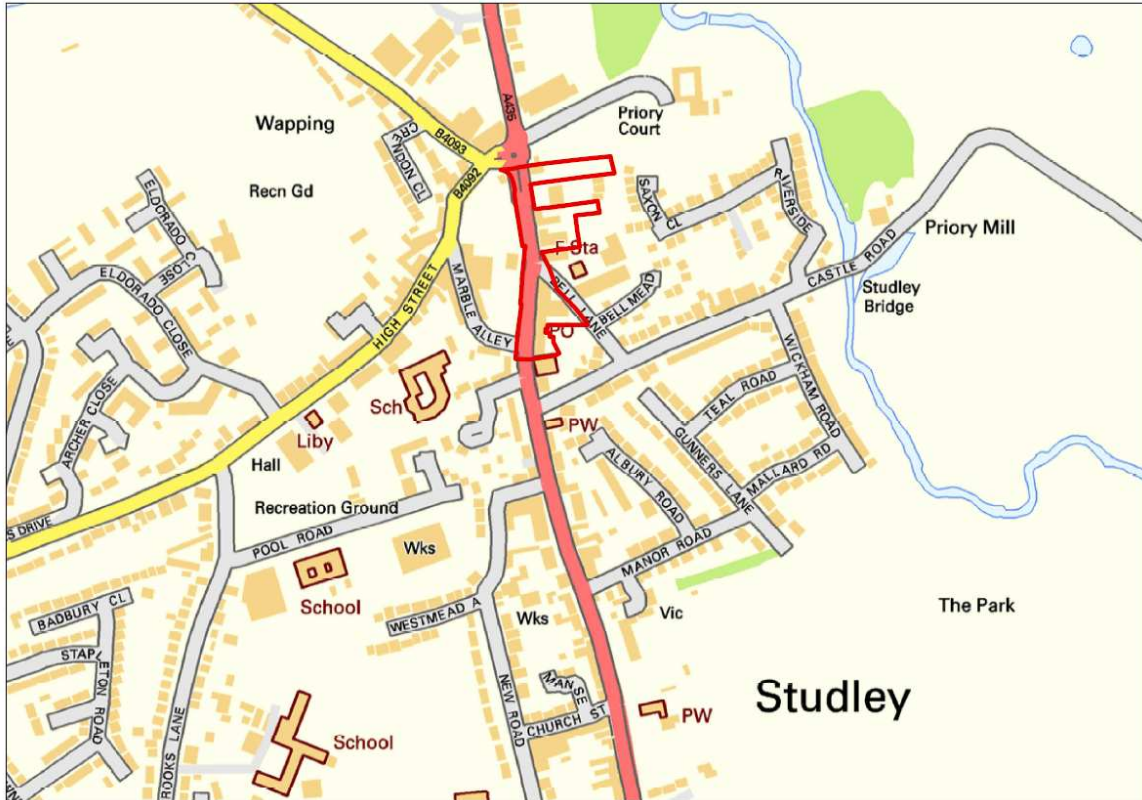 A435
Priory
Court
Wapping
B4093
CRENDON CL
B4092
Recn Gd
ELDORADO CLOSE
SAXON CL
RIVERSIDE
Priory Mill
CASTLE ROAD
F Sta
ELDORADO CLOSE
HIGH STREET
MARBLE ALLEY
BELL LANE
BELL MEAD
Studley
Bridge
PO
WICKHAM ROAD
TEAL ROAD
ARCHER CLOSE
Sch
Liby
PW
GUNNERS LANE
Hall
ALBURY ROAD
MALLARD RD
Recreation Ground
S DRIVE
POOL ROAD
Wks
MANOR ROAD
School
BADBURY CL
WESTMEAD A
Wks
Vic
The Park
STAPLETON ROAD
MANSE
NEW ROAD
Studley
CHURCH ST
PW
ROOKS LANE
School